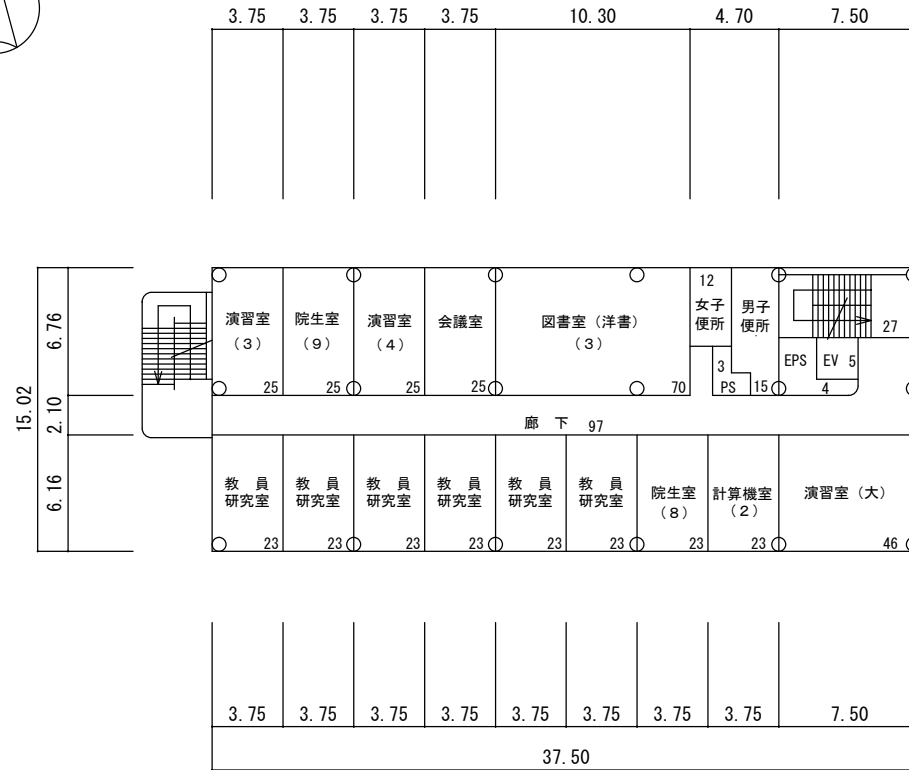 3.75 3.75 3.75 3.75 10.30 4.70 7.50
15.02
6.76
2.10
6.16
演習室
(3)
25
院生室
(9)
25
演習室
(4)
25
会議室
25
図書室(洋書)
(3)
70
12
女子
便所
男子
便所
3
PS
15
27
EPS
EV
5
4
廊 下 97
教 員
研究室
23
教 員
研究室
23
教 員
研究室
23
教 員
研究室
23
教 員
研究室
23
教 員
研究室
23
院生室
(8)
23
計算機室
(2)
23
演習室(大)
46
3.75 3.75 3.75 3.75 3.75 3.75 3.75 3.75 7.50
37.50